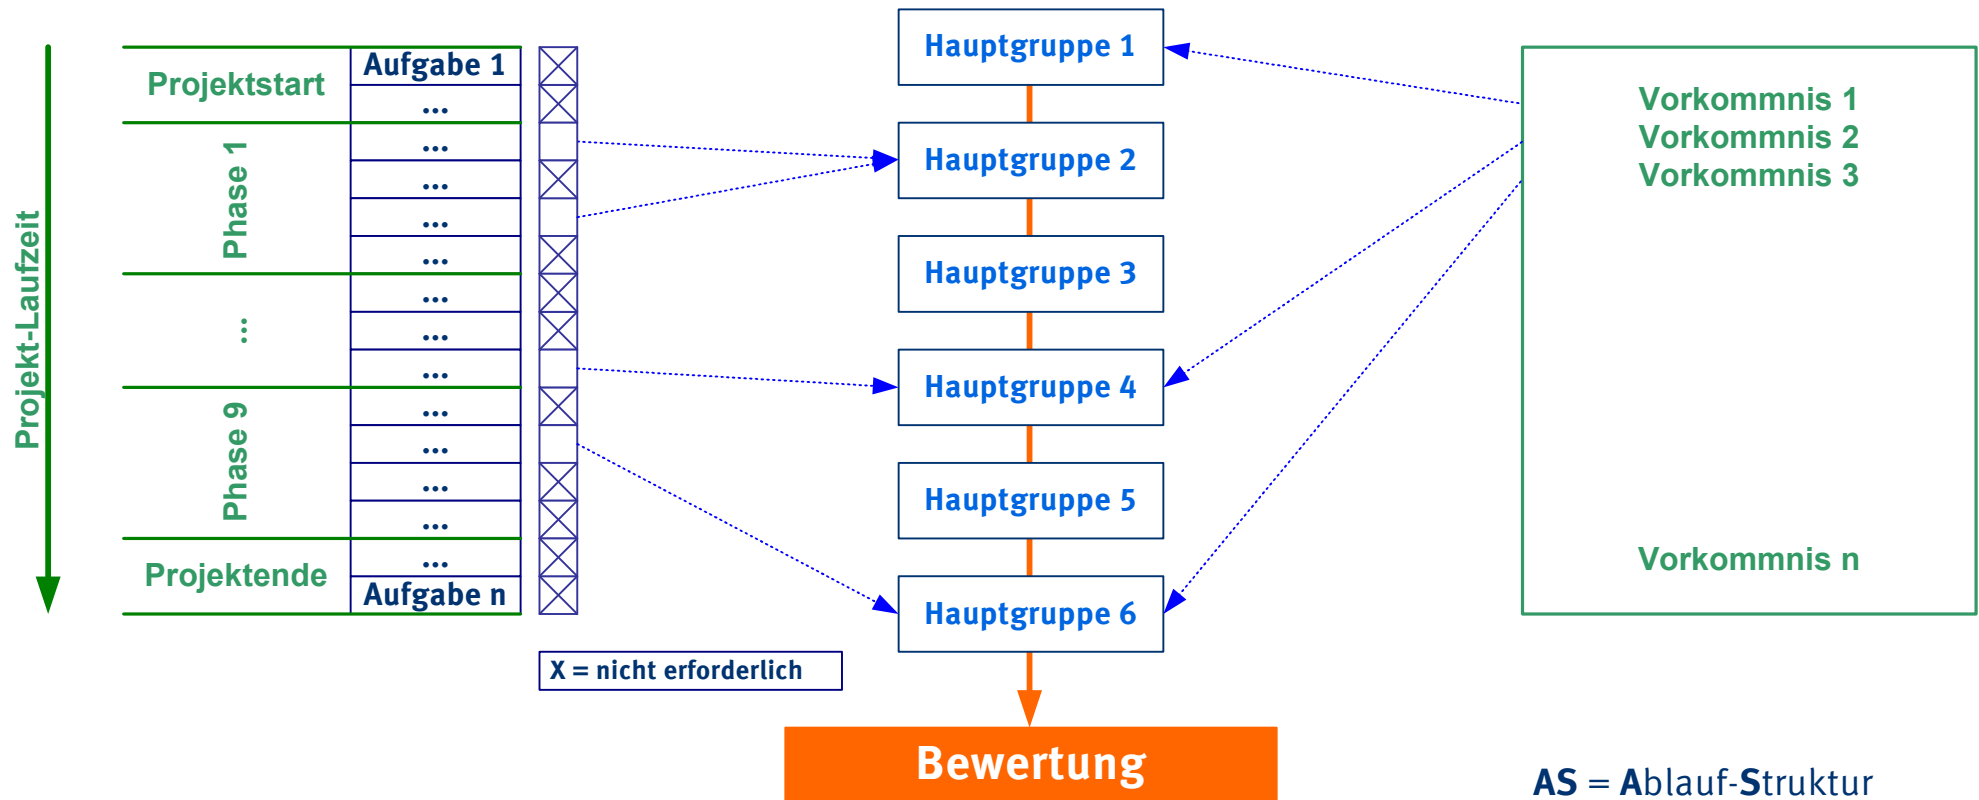 Projekt-Laufzeit
Projektstart
Phase 1
...
Phase 9
Projektende
Aufgabe 1
...
...
...
...
...
...
...
...
...
...
...
...
...
Aufgabe n
X = nicht erforderlich
Hauptgruppe 1
Hauptgruppe 2
Hauptgruppe 3
Hauptgruppe 4
Hauptgruppe 5
Hauptgruppe 6
Bewertung
Vorkommnis 1
Vorkommnis 2
Vorkommnis 3
Vorkommnis n
AS = Ablauf-Struktur